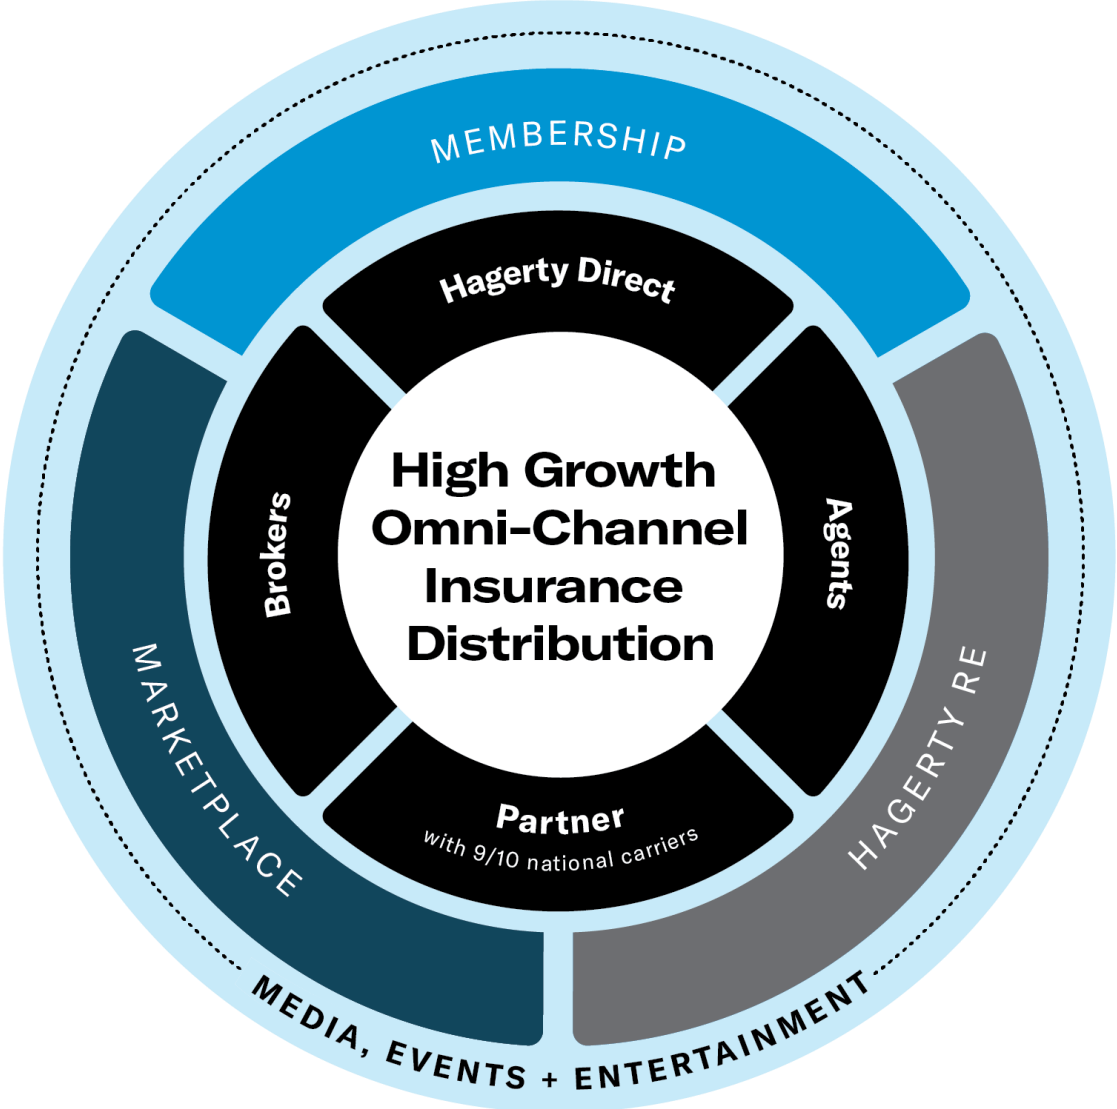 MEMBERSHIP
Hagerty Direct
High Growth
Omni-Channel
Insurance
Distribution
Brokers
Agents
Partner
with 9/10 national carriers
MARKETPLACE
HAGERTY RE
MEDIA, EVENTS + ENTERTAINMENT